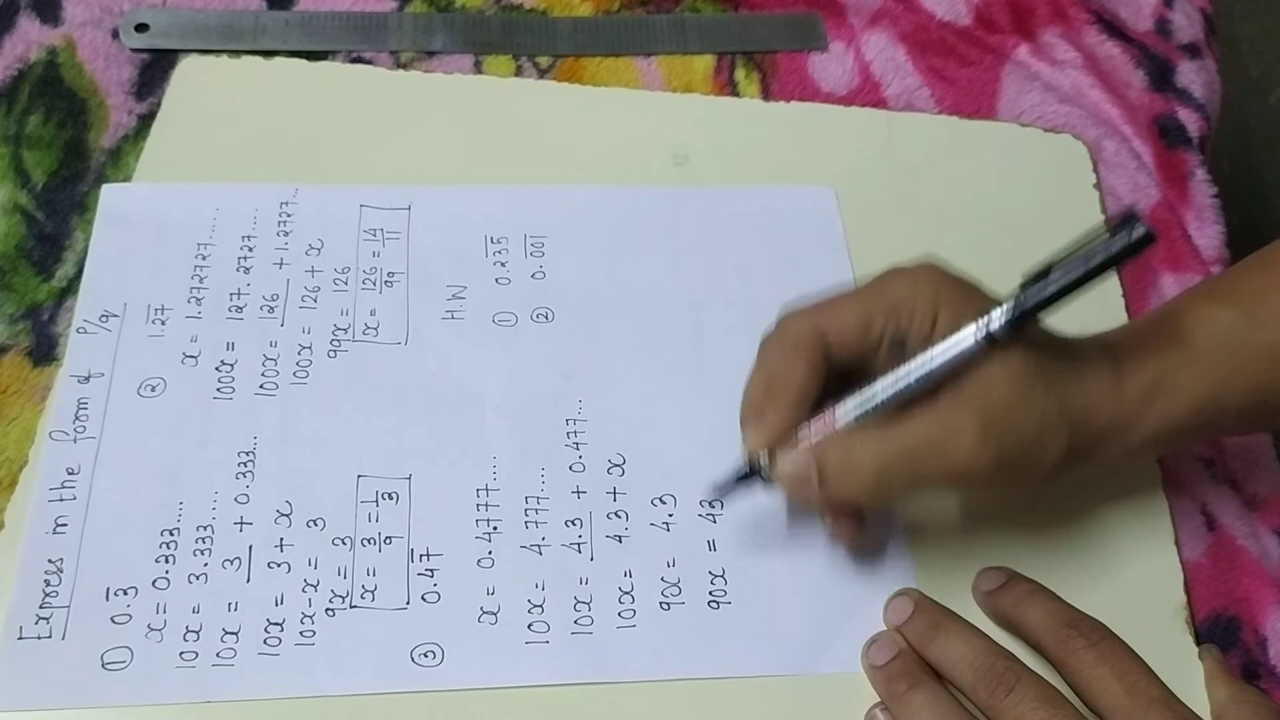 Express in the form of P/q
① 0.3̅
x = 0.333....
10x = 3.333....
10x = 3 + 0.333...
10x = 3 + x
10x-x = 3
9x = 3
x = 3/9 = 1/3
② 1.2̅7̅
x = 1.272727......
100x = 127.2727....
100x = 126 + 1.2727...
100x = 126 + x
99x = 126
x = 126/99 = 14/11
③ 0.47̅
x = 0.4777.....
10x = 4.777....
10x = 4.3 + 0.477...
10x = 4.3 + x
9x = 4.3
90x = 43
H.W
① 0.23̅5̅
② 0.0̅0̅1̅